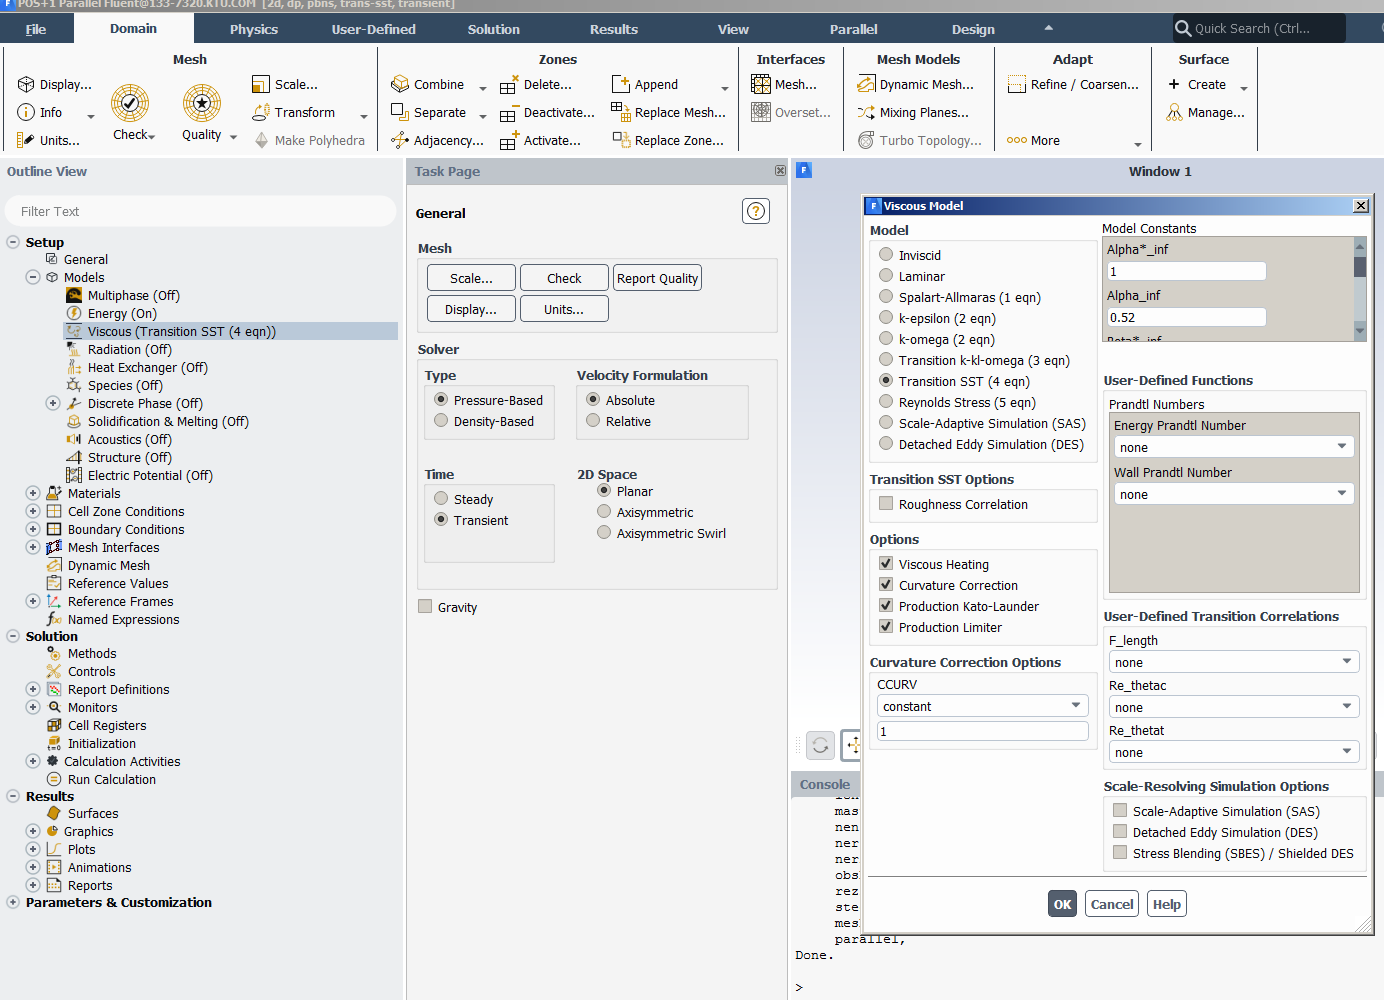 POS+1 Parallel Fluent@133-7320.KTU.COM [2d, dp, pbns, trans-sst, transient]
File Domain Physics User-Defined Solution Results View Parallel Design Quick Search (Ctrl...
Mesh Zones Interfaces Mesh Models Adapt Surface
Display... Scale... Combine Delete... Append Mesh... Dynamic Mesh... Refine / Coarsen... Create
Info Check Quality Transform Separate Deactivate... Replace Mesh... Overset... Mixing Planes... Manage...
Units... Make Polyhedra Adjacency... Activate... Replace Zone... Turbo Topology... More
Outline View
Filter Text
Setup
General
Models
Multiphase (Off)
Energy (On)
Viscous (Transition SST (4 eqn))
Radiation (Off)
Heat Exchanger (Off)
Species (Off)
Discrete Phase (Off)
Solidification & Melting (Off)
Acoustics (Off)
Structure (Off)
Electric Potential (Off)
Materials
Cell Zone Conditions
Boundary Conditions
Mesh Interfaces
Dynamic Mesh
Reference Values
Reference Frames
Named Expressions
Solution
Methods
Controls
Report Definitions
Monitors
Cell Registers
Initialization
Calculation Activities
Run Calculation
Results
Surfaces
Graphics
Plots
Animations
Reports
Parameters & Customization
Task Page
General
?
Mesh
Scale... Check Report Quality
Display... Units...
Solver
Type Velocity Formulation
Pressure-Based Absolute
Density-Based Relative
Time 2D Space
Steady Planar
Transient Axisymmetric
Axisymmetric Swirl
Gravity
Window 1
Viscous Model
Model
Inviscid
Laminar
Spalart-Allmaras (1 eqn)
k-epsilon (2 eqn)
k-omega (2 eqn)
Transition k-kl-omega (3 eqn)
Transition SST (4 eqn)
Reynolds Stress (5 eqn)
Scale-Adaptive Simulation (SAS)
Detached Eddy Simulation (DES)
Transition SST Options
Roughness Correlation
Options
Viscous Heating
Curvature Correction
Production Kato-Launder
Production Limiter
Curvature Correction Options
CCURV
constant
1
Model Constants
Alpha*_inf
1
Alpha_inf
0.52
Beta*_inf
User-Defined Functions
Prandtl Numbers
Energy Prandtl Number
none
Wall Prandtl Number
none
User-Defined Transition Correlations
F_length
none
Re_thetac
none
Re_thetat
none
Scale-Resolving Simulation Options
Scale-Adaptive Simulation (SAS)
Detached Eddy Simulation (DES)
Stress Blending (SBES) / Shielded DES
OK Cancel Help
Console
mas
nen
ner
ner
obs
rez
ste
mes
parallel,
Done.
>